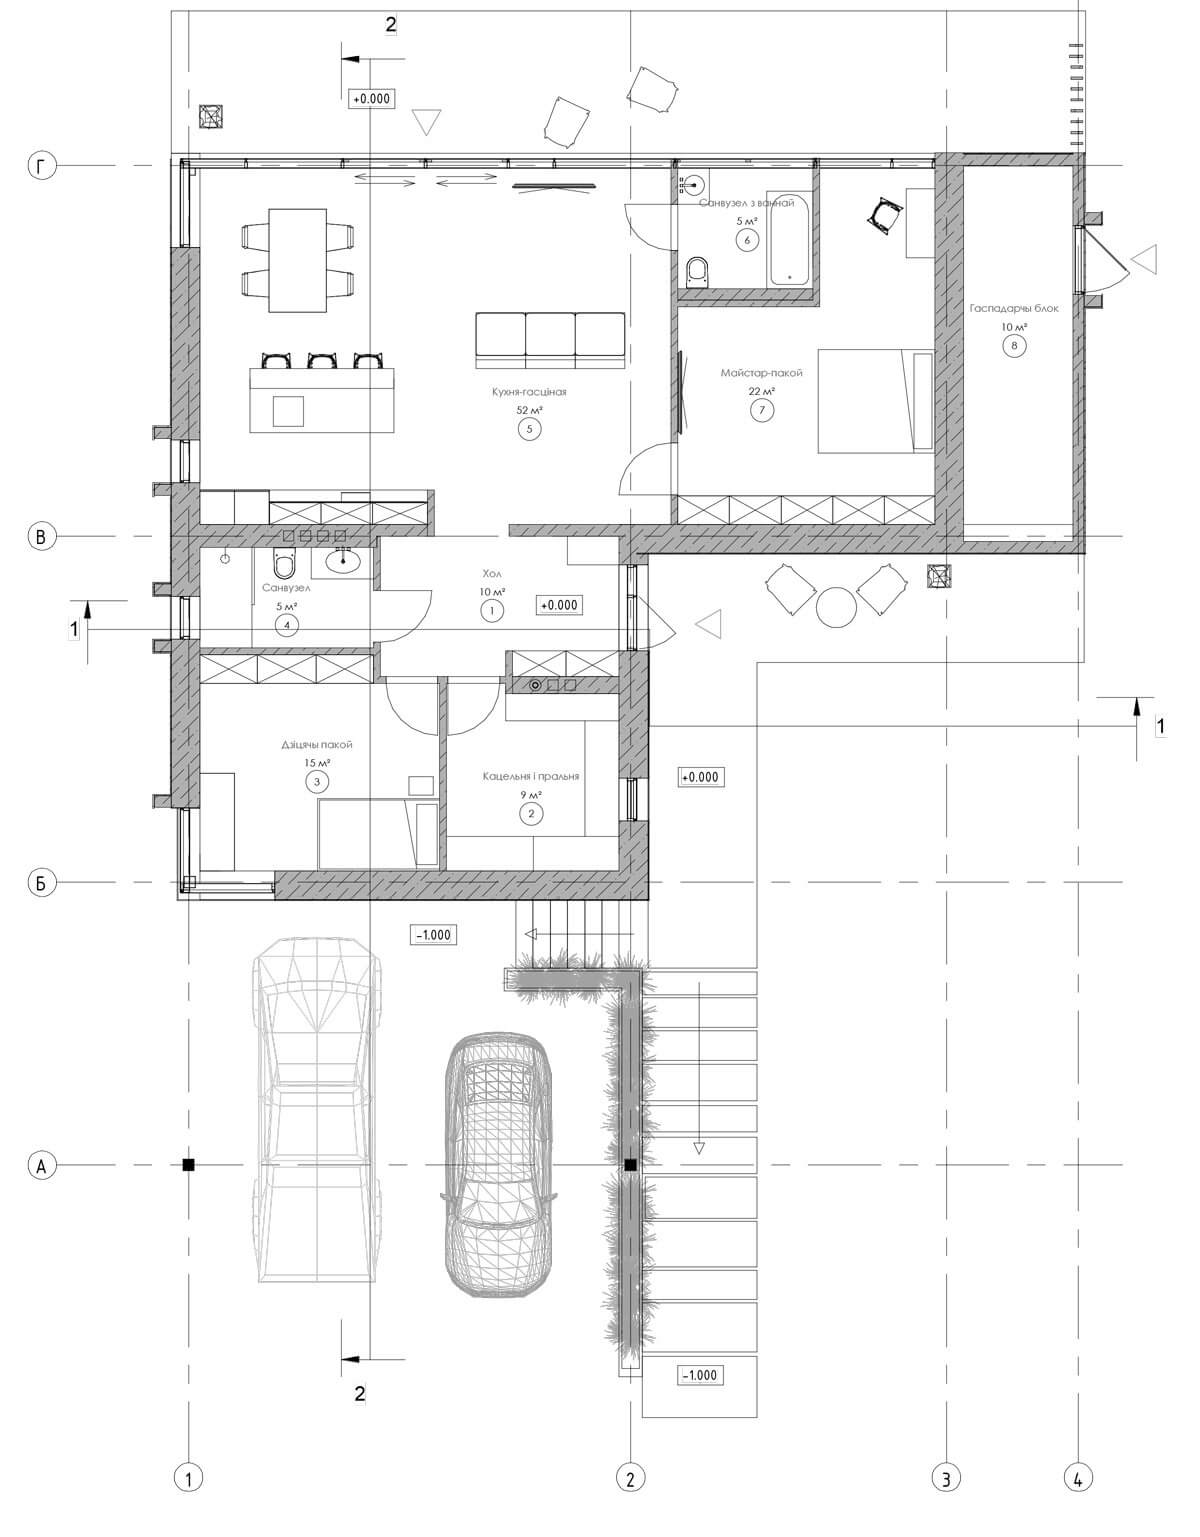 2
+0.000
Г
Санвузел з ваннай
5 м²
6
Гаспадарчы блок
10 м²
8
Майстар-пакой
22 м²
7
Кухня-гасціная
52 м²
5
В
Хол
10 м²
1
+0.000
Санвузел
5 м²
4
1
1
Дзіцячы пакой
15 м²
3
Кацельня і пральня
9 м²
2
+0.000
Б
-1.000
А
-1.000
2
1
2
3
4